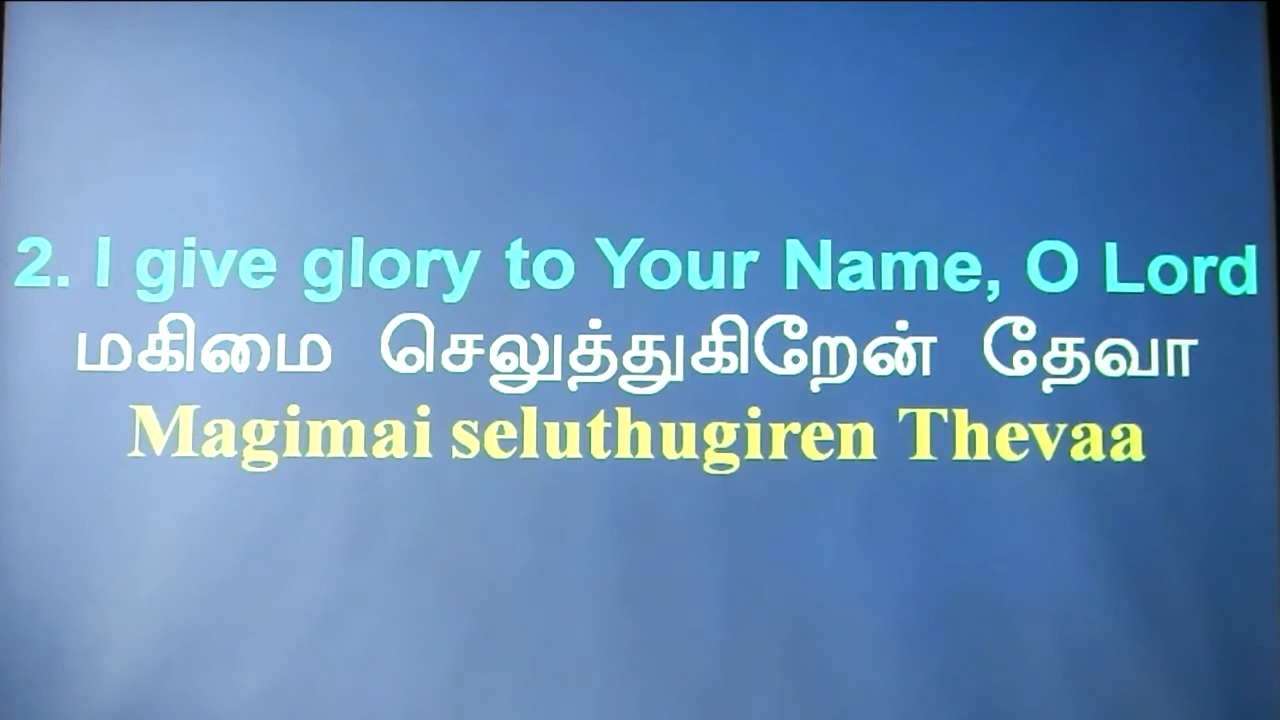 2. I give glory to Your Name, O Lord
மகிமை செலுத்துகிறேன் தேவா
Magimai seluthugiren Thevaa